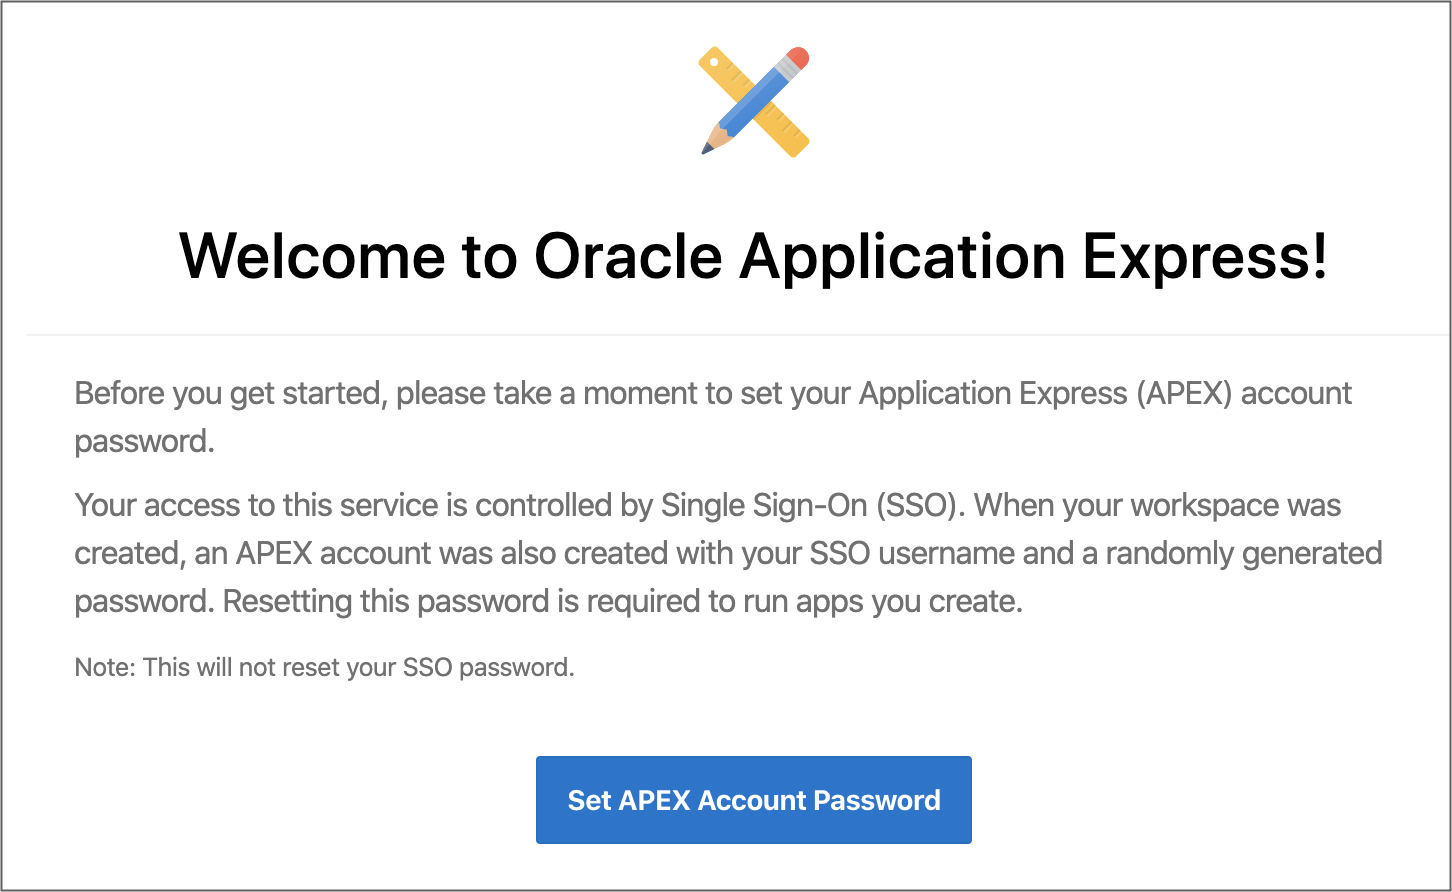 Welcome to Oracle Application Express!
Before you get started, please take a moment to set your Application Express (APEX) account
password.
Your access to this service is controlled by Single Sign-On (SSO). When your workspace was
created, an APEX account was also created with your SSO username and a randomly generated
password. Resetting this password is required to run apps you create.
Note: This will not reset your SSO password.
Set APEX Account Password